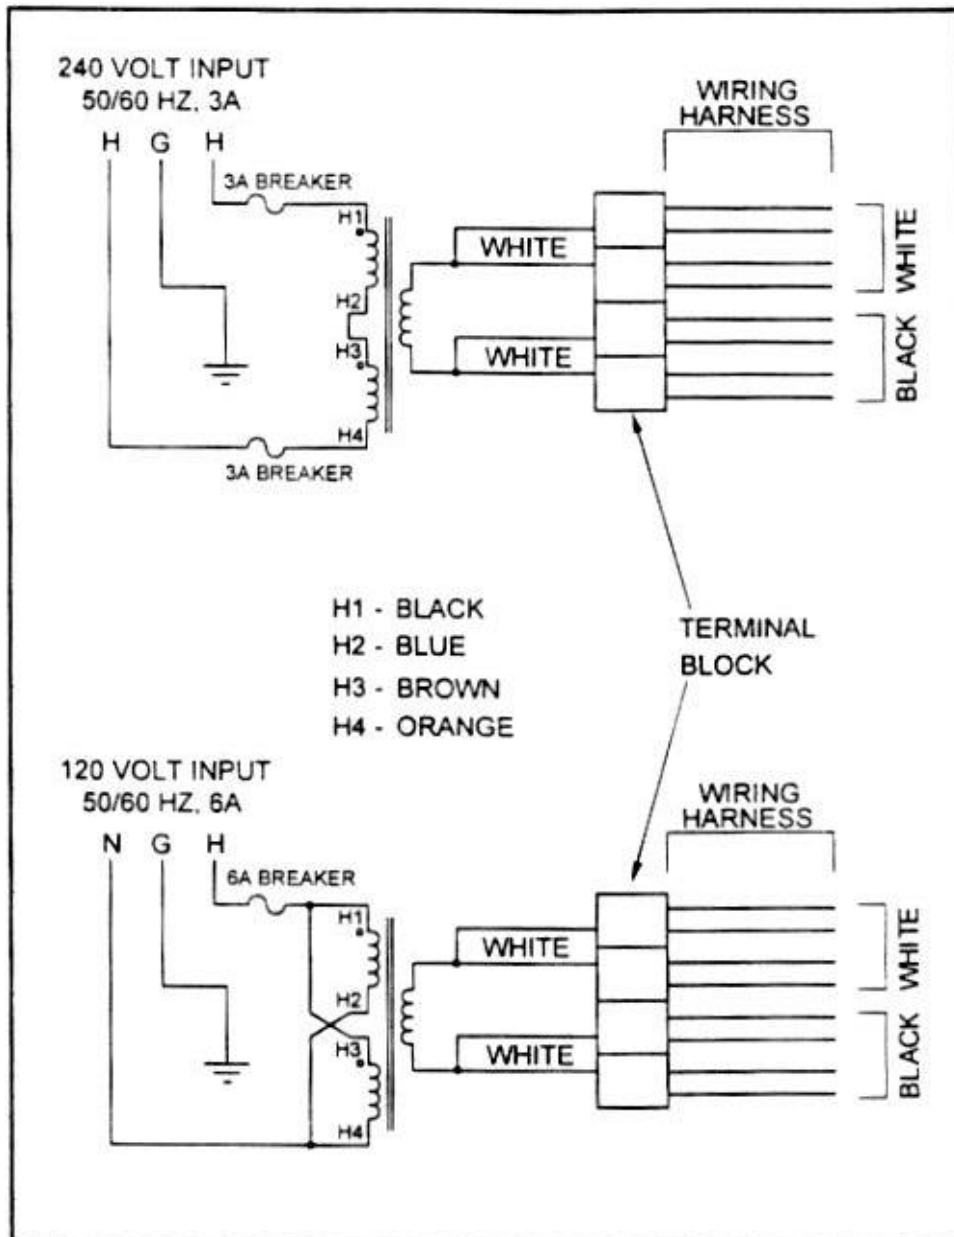 240 VOLT INPUT
50/60 HZ, 3A
H G H
3A BREAKER
H1
H2
H3
H4
3A BREAKER
WHITE
WHITE
WIRING
HARNESS
WHITE
BLACK
H1 - BLACK
H2 - BLUE
H3 - BROWN
H4 - ORANGE
TERMINAL
BLOCK
120 VOLT INPUT
50/60 HZ, 6A
N G H
6A BREAKER
H1
H2
H3
H4
WHITE
WHITE
WIRING
HARNESS
WHITE
BLACK